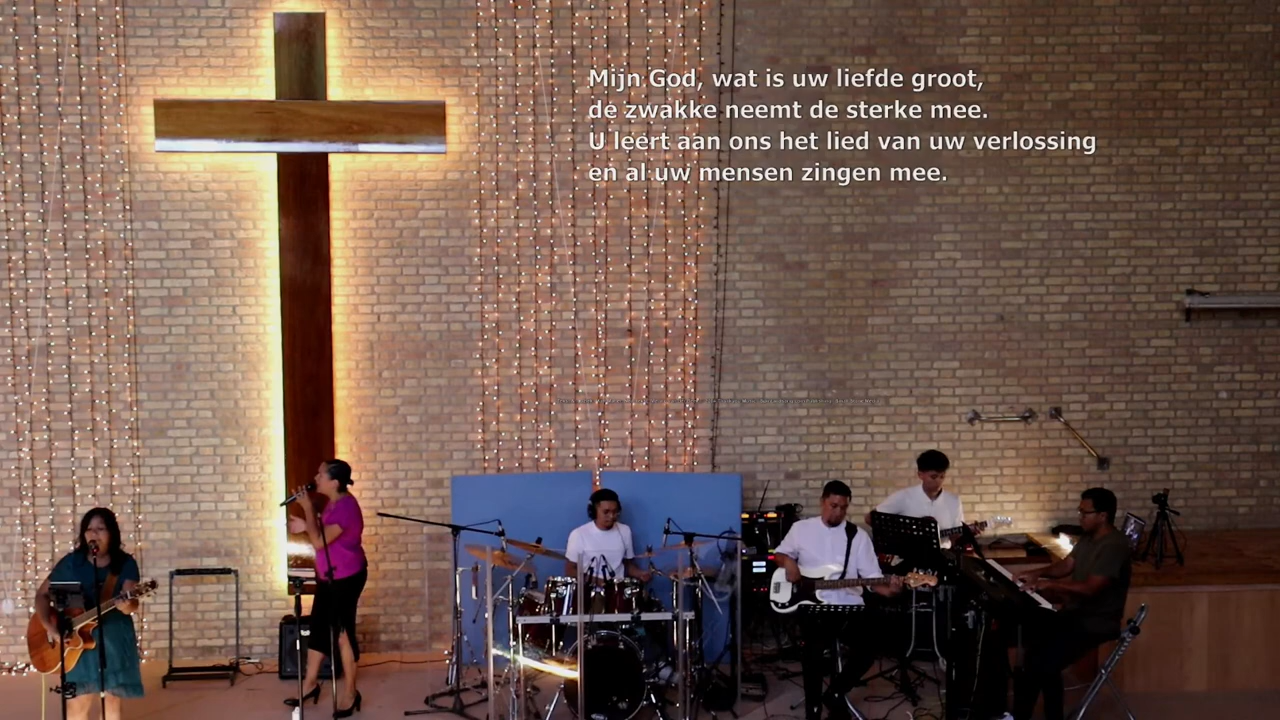 Mijn God, wat is uw liefde groot,
de zwakke neemt de sterke mee.
U leert aan ons het lied van uw verlossing
en al uw mensen zingen mee.